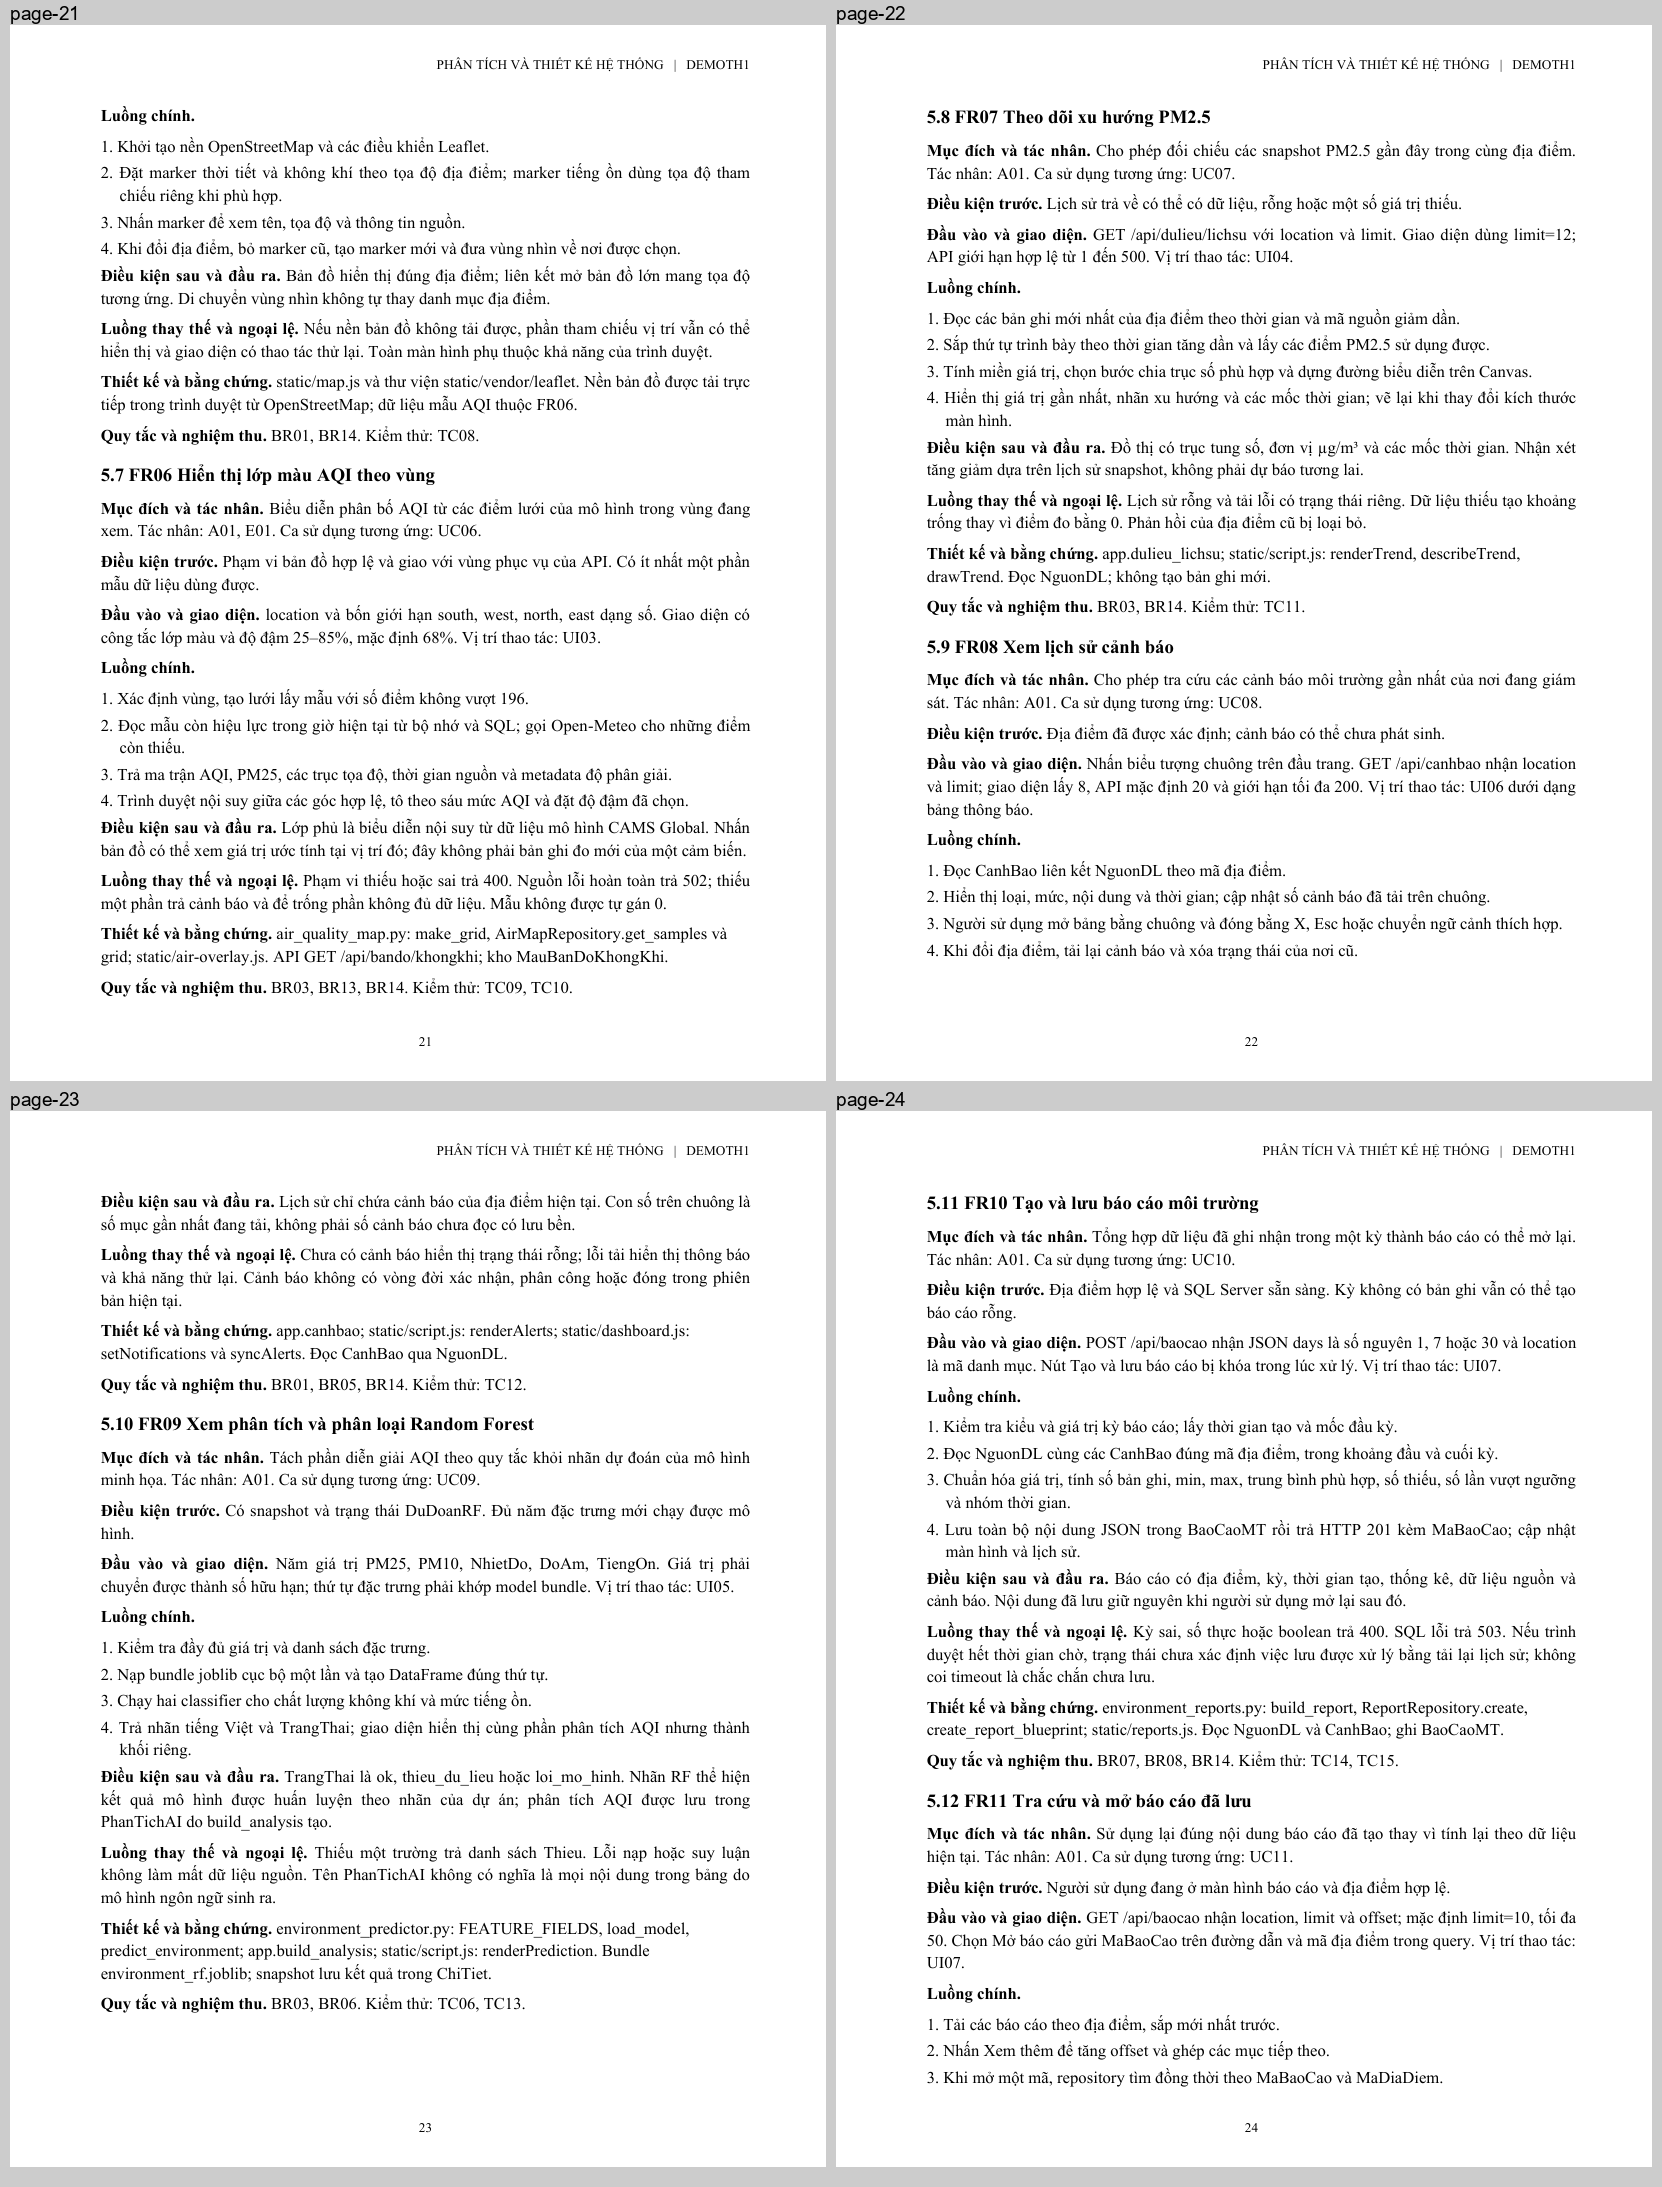 page-21
PHÂN TÍCH VÀ THIẾT KẾ HỆ THỐNG | DEMOTH1
Luồng chính.
1. Khởi tạo nền OpenStreetMap và các điều khiển Leaflet.
2. Đặt marker thời tiết và không khí theo tọa độ địa điểm; marker tiếng ồn dùng tọa độ tham
chiếu riêng khi phù hợp.
3. Nhấn marker để xem tên, tọa độ và thông tin nguồn.
4. Khi đổi địa điểm, bỏ marker cũ, tạo marker mới và đưa vùng nhìn về nơi được chọn.
Điều kiện sau và đầu ra. Bản đồ hiển thị đúng địa điểm; liên kết mở bản đồ lớn mang tọa độ
tương ứng. Di chuyển vùng nhìn không tự thay danh mục địa điểm.
Luồng thay thế và ngoại lệ. Nếu nền bản đồ không tải được, phần tham chiếu vị trí vẫn có thể
hiển thị và giao diện có thao tác thử lại. Toàn màn hình phụ thuộc khả năng của trình duyệt.
Thiết kế và bằng chứng. static/map.js và thư viện static/vendor/leaflet. Nền bản đồ được tải trực
tiếp trong trình duyệt từ OpenStreetMap; dữ liệu mẫu AQI thuộc FR06.
Quy tắc và nghiệm thu. BR01, BR14. Kiểm thử: TC08.
5.7 FR06 Hiển thị lớp màu AQI theo vùng
Mục đích và tác nhân. Biểu diễn phân bố AQI từ các điểm lưới của mô hình trong vùng đang
xem. Tác nhân: A01, E01. Ca sử dụng tương ứng: UC06.
Điều kiện trước. Phạm vi bản đồ hợp lệ và giao với vùng phục vụ của API. Có ít nhất một phần
mẫu dữ liệu dùng được.
Đầu vào và giao diện. location và bốn giới hạn south, west, north, east dạng số. Giao diện có
công tắc lớp màu và độ đậm 25–85%, mặc định 68%. Vị trí thao tác: UI03.
Luồng chính.
1. Xác định vùng, tạo lưới lấy mẫu với số điểm không vượt 196.
2. Đọc mẫu còn hiệu lực trong giờ hiện tại từ bộ nhớ và SQL; gọi Open-Meteo cho những điểm
còn thiếu.
3. Trả ma trận AQI, PM25, các trục tọa độ, thời gian nguồn và metadata độ phân giải.
4. Trình duyệt nội suy giữa các góc hợp lệ, tô theo sáu mức AQI và đặt độ đậm đã chọn.
Điều kiện sau và đầu ra. Lớp phủ là biểu diễn nội suy từ dữ liệu mô hình CAMS Global. Nhấn
bản đồ có thể xem giá trị ước tính tại vị trí đó; đây không phải bản ghi đo mới của một cảm biến.
Luồng thay thế và ngoại lệ. Phạm vi thiếu hoặc sai trả 400. Nguồn lỗi hoàn toàn trả 502; thiếu
một phần trả cảnh báo và để trống phần không đủ dữ liệu. Mẫu không được tự gán 0.
Thiết kế và bằng chứng. air_quality_map.py: make_grid, AirMapRepository.get_samples và
grid; static/air-overlay.js. API GET /api/bando/khongkhi; kho MauBanDoKhongKhi.
Quy tắc và nghiệm thu. BR03, BR13, BR14. Kiểm thử: TC09, TC10.
21
page-22
PHÂN TÍCH VÀ THIẾT KẾ HỆ THỐNG | DEMOTH1
5.8 FR07 Theo dõi xu hướng PM2.5
Mục đích và tác nhân. Cho phép đối chiếu các snapshot PM2.5 gần đây trong cùng địa điểm.
Tác nhân: A01. Ca sử dụng tương ứng: UC07.
Điều kiện trước. Lịch sử trả về có thể có dữ liệu, rỗng hoặc một số giá trị thiếu.
Đầu vào và giao diện. GET /api/dulieu/lichsu với location và limit. Giao diện dùng limit=12;
API giới hạn hợp lệ từ 1 đến 500. Vị trí thao tác: UI04.
Luồng chính.
1. Đọc các bản ghi mới nhất của địa điểm theo thời gian và mã nguồn giảm dần.
2. Sắp thứ tự trình bày theo thời gian tăng dần và lấy các điểm PM2.5 sử dụng được.
3. Tính miền giá trị, chọn bước chia trục số phù hợp và dựng đường biểu diễn trên Canvas.
4. Hiển thị giá trị gần nhất, nhãn xu hướng và các mốc thời gian; vẽ lại khi thay đổi kích thước
màn hình.
Điều kiện sau và đầu ra. Đồ thị có trục tung số, đơn vị µg/m³ và các mốc thời gian. Nhận xét
tăng giảm dựa trên lịch sử snapshot, không phải dự báo tương lai.
Luồng thay thế và ngoại lệ. Lịch sử rỗng và tải lỗi có trạng thái riêng. Dữ liệu thiếu tạo khoảng
trống thay vì điểm đo bằng 0. Phản hồi của địa điểm cũ bị loại bỏ.
Thiết kế và bằng chứng. app.dulieu_lichsu; static/script.js: renderTrend, describeTrend,
drawTrend. Đọc NguonDL; không tạo bản ghi mới.
Quy tắc và nghiệm thu. BR03, BR14. Kiểm thử: TC11.
5.9 FR08 Xem lịch sử cảnh báo
Mục đích và tác nhân. Cho phép tra cứu các cảnh báo môi trường gần nhất của nơi đang giám
sát. Tác nhân: A01. Ca sử dụng tương ứng: UC08.
Điều kiện trước. Địa điểm đã được xác định; cảnh báo có thể chưa phát sinh.
Đầu vào và giao diện. Nhấn biểu tượng chuông trên đầu trang. GET /api/canhbao nhận location
và limit; giao diện lấy 8, API mặc định 20 và giới hạn tối đa 200. Vị trí thao tác: UI06 dưới dạng
bảng thông báo.
Luồng chính.
1. Đọc CanhBao liên kết NguonDL theo mã địa điểm.
2. Hiển thị loại, mức, nội dung và thời gian; cập nhật số cảnh báo đã tải trên chuông.
3. Người sử dụng mở bảng bằng chuông và đóng bằng X, Esc hoặc chuyển ngữ cảnh thích hợp.
4. Khi đổi địa điểm, tải lại cảnh báo và xóa trạng thái của nơi cũ.
22
page-23
PHÂN TÍCH VÀ THIẾT KẾ HỆ THỐNG | DEMOTH1
Điều kiện sau và đầu ra. Lịch sử chỉ chứa cảnh báo của địa điểm hiện tại. Con số trên chuông là
số mục gần nhất đang tải, không phải số cảnh báo chưa đọc có lưu bền.
Luồng thay thế và ngoại lệ. Chưa có cảnh báo hiển thị trạng thái rỗng; lỗi tải hiển thị thông báo
và khả năng thử lại. Cảnh báo không có vòng đời xác nhận, phân công hoặc đóng trong phiên
bản hiện tại.
Thiết kế và bằng chứng. app.canhbao; static/script.js: renderAlerts; static/dashboard.js:
setNotifications và syncAlerts. Đọc CanhBao qua NguonDL.
Quy tắc và nghiệm thu. BR01, BR05, BR14. Kiểm thử: TC12.
5.10 FR09 Xem phân tích và phân loại Random Forest
Mục đích và tác nhân. Tách phần diễn giải AQI theo quy tắc khỏi nhãn dự đoán của mô hình
minh họa. Tác nhân: A01. Ca sử dụng tương ứng: UC09.
Điều kiện trước. Có snapshot và trạng thái DuDoanRF. Đủ năm đặc trưng mới chạy được mô
hình.
Đầu vào và giao diện. Năm giá trị PM25, PM10, NhietDo, DoAm, TiengOn. Giá trị phải
chuyển được thành số hữu hạn; thứ tự đặc trưng phải khớp model bundle. Vị trí thao tác: UI05.
Luồng chính.
1. Kiểm tra đầy đủ giá trị và danh sách đặc trưng.
2. Nạp bundle joblib cục bộ một lần và tạo DataFrame đúng thứ tự.
3. Chạy hai classifier cho chất lượng không khí và mức tiếng ồn.
4. Trả nhãn tiếng Việt và TrangThai; giao diện hiển thị cùng phần phân tích AQI nhưng thành
khối riêng.
Điều kiện sau và đầu ra. TrangThai là ok, thieu_du_lieu hoặc loi_mo_hinh. Nhãn RF thể hiện
kết quả mô hình được huấn luyện theo nhãn của dự án; phân tích AQI được lưu trong
PhanTichAI do build_analysis tạo.
Luồng thay thế và ngoại lệ. Thiếu một trường trả danh sách Thieu. Lỗi nạp hoặc suy luận
không làm mất dữ liệu nguồn. Tên PhanTichAI không có nghĩa là mọi nội dung trong bảng do
mô hình ngôn ngữ sinh ra.
Thiết kế và bằng chứng. environment_predictor.py: FEATURE_FIELDS, load_model,
predict_environment; app.build_analysis; static/script.js: renderPrediction. Bundle
environment_rf.joblib; snapshot lưu kết quả trong ChiTiet.
Quy tắc và nghiệm thu. BR03, BR06. Kiểm thử: TC06, TC13.
23
page-24
PHÂN TÍCH VÀ THIẾT KẾ HỆ THỐNG | DEMOTH1
5.11 FR10 Tạo và lưu báo cáo môi trường
Mục đích và tác nhân. Tổng hợp dữ liệu đã ghi nhận trong một kỳ thành báo cáo có thể mở lại.
Tác nhân: A01. Ca sử dụng tương ứng: UC10.
Điều kiện trước. Địa điểm hợp lệ và SQL Server sẵn sàng. Kỳ không có bản ghi vẫn có thể tạo
báo cáo rỗng.
Đầu vào và giao diện. POST /api/baocao nhận JSON days là số nguyên 1, 7 hoặc 30 và location
là mã danh mục. Nút Tạo và lưu báo cáo bị khóa trong lúc xử lý. Vị trí thao tác: UI07.
Luồng chính.
1. Kiểm tra kiểu và giá trị kỳ báo cáo; lấy thời gian tạo và mốc đầu kỳ.
2. Đọc NguonDL cùng các CanhBao đúng mã địa điểm, trong khoảng đầu và cuối kỳ.
3. Chuẩn hóa giá trị, tính số bản ghi, min, max, trung bình phù hợp, số thiếu, số lần vượt ngưỡng
và nhóm thời gian.
4. Lưu toàn bộ nội dung JSON trong BaoCaoMT rồi trả HTTP 201 kèm MaBaoCao; cập nhật
màn hình và lịch sử.
Điều kiện sau và đầu ra. Báo cáo có địa điểm, kỳ, thời gian tạo, thống kê, dữ liệu nguồn và
cảnh báo. Nội dung đã lưu giữ nguyên khi người sử dụng mở lại sau đó.
Luồng thay thế và ngoại lệ. Kỳ sai, số thực hoặc boolean trả 400. SQL lỗi trả 503. Nếu trình
duyệt hết thời gian chờ, trạng thái chưa xác định việc lưu được xử lý bằng tải lại lịch sử; không
coi timeout là chắc chắn chưa lưu.
Thiết kế và bằng chứng. environment_reports.py: build_report, ReportRepository.create,
create_report_blueprint; static/reports.js. Đọc NguonDL và CanhBao; ghi BaoCaoMT.
Quy tắc và nghiệm thu. BR07, BR08, BR14. Kiểm thử: TC14, TC15.
5.12 FR11 Tra cứu và mở báo cáo đã lưu
Mục đích và tác nhân. Sử dụng lại đúng nội dung báo cáo đã tạo thay vì tính lại theo dữ liệu
hiện tại. Tác nhân: A01. Ca sử dụng tương ứng: UC11.
Điều kiện trước. Người sử dụng đang ở màn hình báo cáo và địa điểm hợp lệ.
Đầu vào và giao diện. GET /api/baocao nhận location, limit và offset; mặc định limit=10, tối đa
50. Chọn Mở báo cáo gửi MaBaoCao trên đường dẫn và mã địa điểm trong query. Vị trí thao tác:
UI07.
Luồng chính.
1. Tải các báo cáo theo địa điểm, sắp mới nhất trước.
2. Nhấn Xem thêm để tăng offset và ghép các mục tiếp theo.
3. Khi mở một mã, repository tìm đồng thời theo MaBaoCao và MaDiaDiem.
24